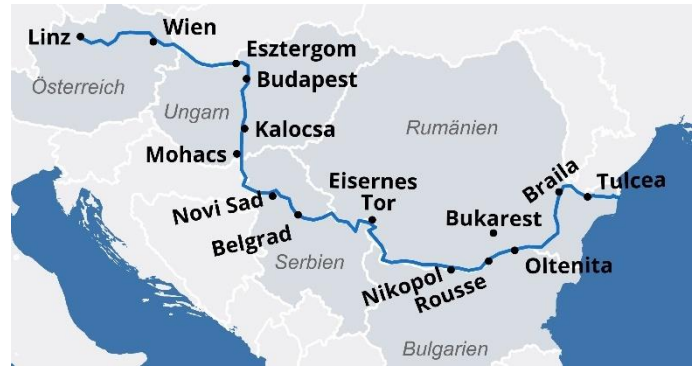 Linz
Wien
Esztergom
Budapest
Österreich
Ungarn
Kalocsa
Rumänien
Mohacs
Eisernes
Tor
Braila
Tulcea
Novi Sad
Bukarest
Belgrad
Serbien
Nikopol
Rousse
Oltenita
Bulgarien